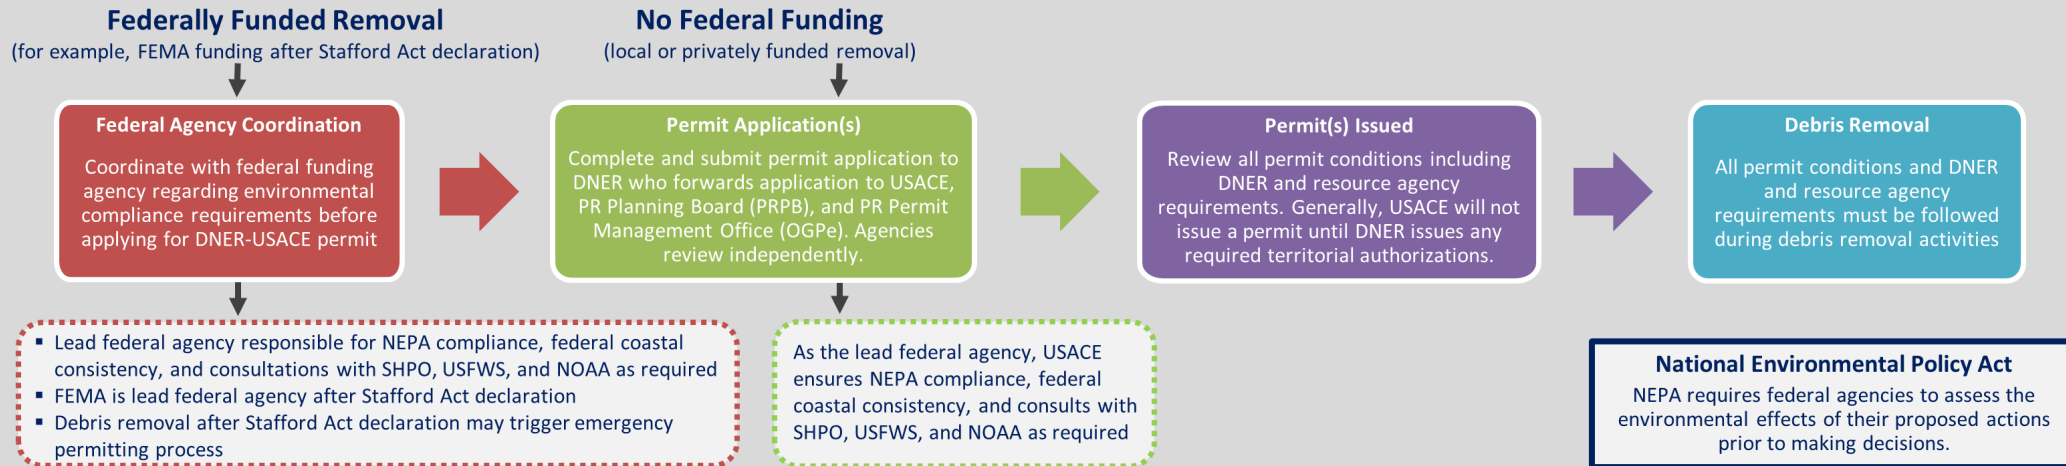 Federally Funded Removal
(for example, FEMA funding after Stafford Act declaration)
No Federal Funding
(local or privately funded removal)
Federal Agency Coordination
Coordinate with federal funding
agency regarding environmental
compliance requirements before
applying for DNER-USACE permit
Permit Application(s)
Complete and submit permit application to
DNER who forwards application to USACE,
PR Planning Board (PRPB), and PR Permit
Management Office (OGPe). Agencies
review independently.
Permit(s) Issued
Review all permit conditions including
DNER and resource agency
requirements. Generally, USACE will not
issue a permit until DNER issues any
required territorial authorizations.
Debris Removal
All permit conditions and DNER
and resource agency
requirements must be followed
during debris removal activities
▪ Lead federal agency responsible for NEPA compliance, federal coastal
consistency, and consultations with SHPO, USFWS, and NOAA as required
▪ FEMA is lead federal agency after Stafford Act declaration
▪ Debris removal after Stafford Act declaration may trigger emergency
permitting process
As the lead federal agency, USACE
ensures NEPA compliance, federal
coastal consistency, and consults with
SHPO, USFWS, and NOAA as required
National Environmental Policy Act
NEPA requires federal agencies to assess the
environmental effects of their proposed actions
prior to making decisions.